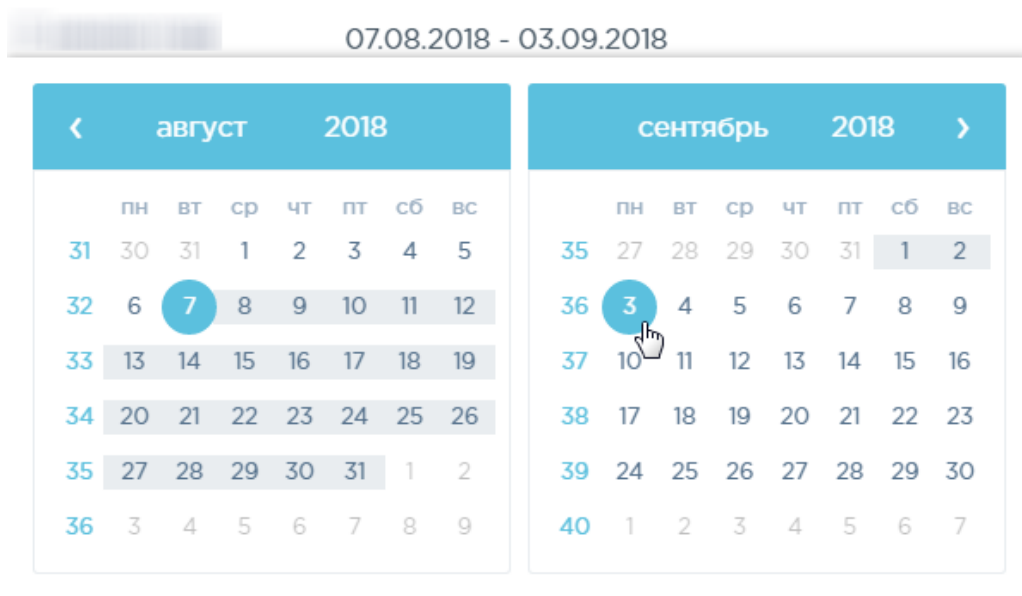 07.08.2018 - 03.09.2018
‹ август 2018
пн вт ср чт пт сб вс
31 30 31 1 2 3 4 5
32 6 7 8 9 10 11 12
33 13 14 15 16 17 18 19
34 20 21 22 23 24 25 26
35 27 28 29 30 31 1 2
36 3 4 5 6 7 8 9
сентябрь 2018 ›
пн вт ср чт пт сб вс
35 27 28 29 30 31 1 2
36 3 4 5 6 7 8 9
37 10 11 12 13 14 15 16
38 17 18 19 20 21 22 23
39 24 25 26 27 28 29 30
40 1 2 3 4 5 6 7